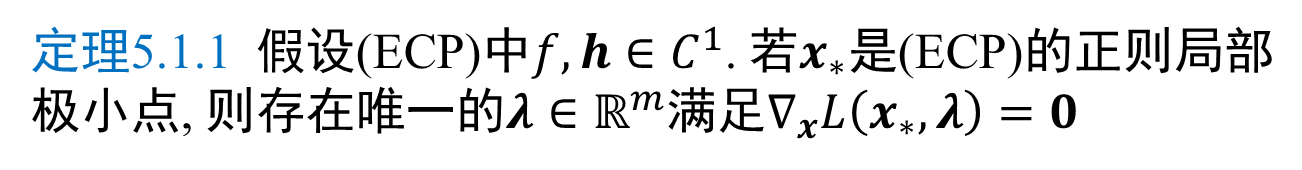 定理5.1.1 假设(ECP)中f, h ∈ C¹. 若x∗是(ECP)的正则局部
极小点, 则存在唯一的λ ∈ ℝᵐ满足∇ₓL(x∗, λ) = 0